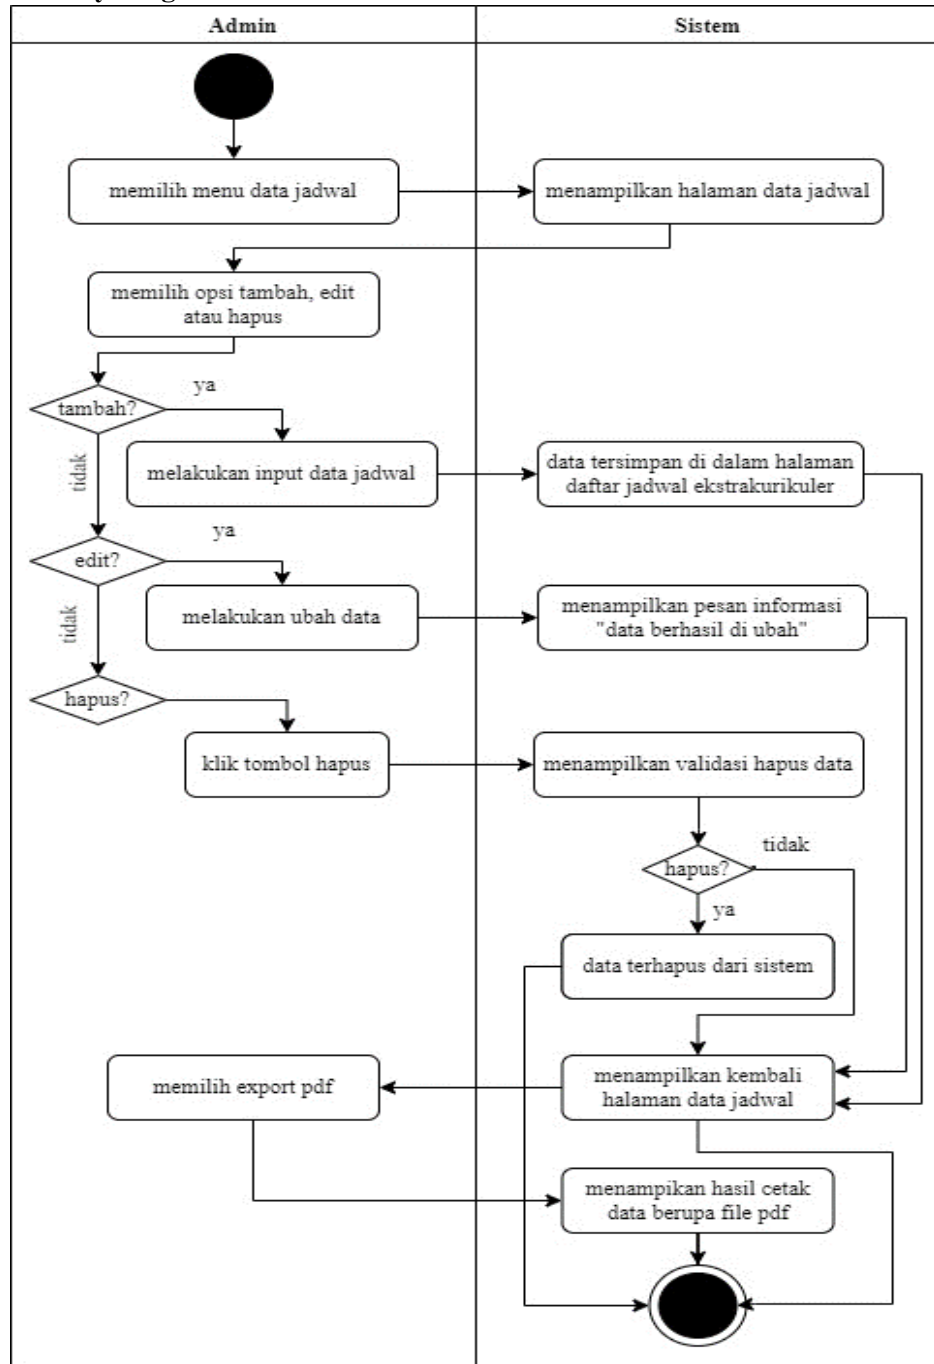 Admin
Sistem
memilih menu data jadwal
menampilkan halaman data jadwal
memilih opsi tambah, edit
atau hapus
tambah?
ya
tidak
melakukan input data jadwal
data tersimpan di dalam halaman
daftar jadwal ekstrakurikuler
edit?
ya
tidak
melakukan ubah data
menampilkan pesan informasi
"data berhasil di ubah"
hapus?
klik tombol hapus
menampilkan validasi hapus data
hapus?
tidak
ya
data terhapus dari sistem
memilih export pdf
menampilkan kembali
halaman data jadwal
menampikan hasil cetak
data berupa file pdf